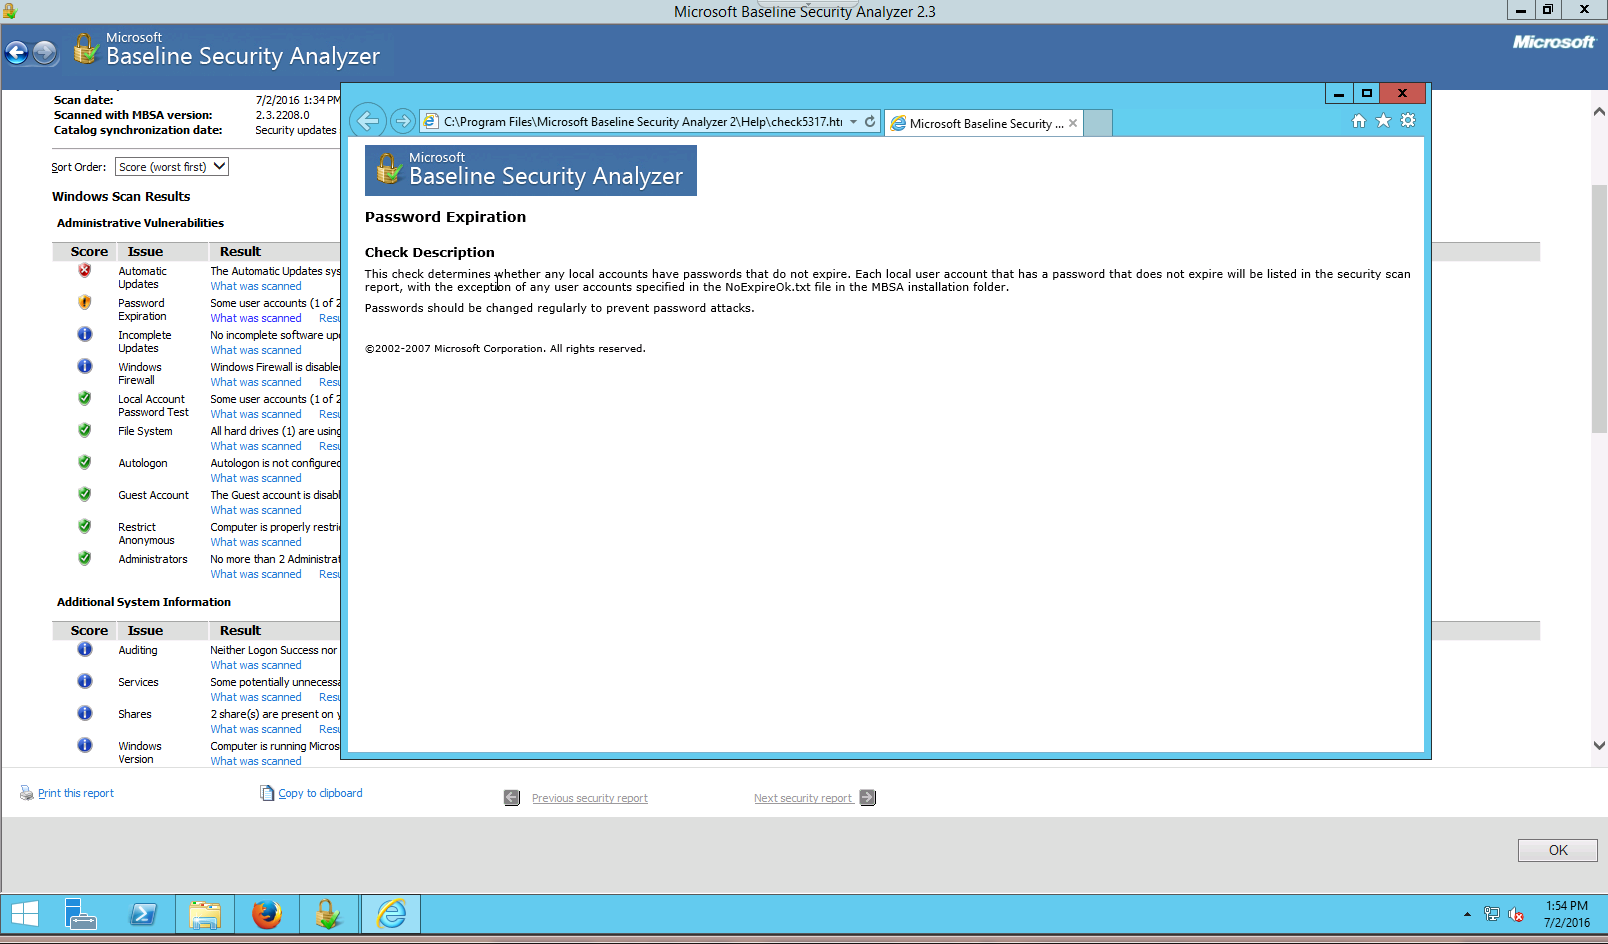 Microsoft Baseline Security Analyzer 2.3
Microsoft
Baseline Security Analyzer
Microsoft
Scan date: 7/2/2016 1:34 PM
Scanned with MBSA version: 2.3.2208.0
Catalog synchronization date: Security updates
Sort Order: Score (worst first)
Windows Scan Results
Administrative Vulnerabilities
Score Issue Result
Automatic Updates
The Automatic Updates sys
What was scanned
Password Expiration
Some user accounts (1 of 2
What was scanned Resu
Incomplete Updates
No incomplete software upd
What was scanned
Windows Firewall
Windows Firewall is disabled
What was scanned Resu
Local Account Password Test
Some user accounts (1 of 2
What was scanned Resu
File System
All hard drives (1) are using
What was scanned Resu
Autologon
Autologon is not configured
What was scanned
Guest Account
The Guest account is disabl
What was scanned
Restrict Anonymous
Computer is properly restri
What was scanned
Administrators
No more than 2 Administrat
What was scanned Resu
Additional System Information
Score Issue Result
Auditing
Neither Logon Success nor
What was scanned
Services
Some potentially unnecessa
What was scanned Resu
Shares
2 share(s) are present on y
What was scanned Resu
Windows Version
Computer is running Micros
What was scanned
C:\Program Files\Microsoft Baseline Security Analyzer 2\Help\check5317.htm
Microsoft Baseline Security ...
Microsoft
Baseline Security Analyzer
Password Expiration
Check Description
This check determines whether any local accounts have passwords that do not expire. Each local user account that has a password that does not expire will be listed in the security scan
report, with the exception of any user accounts specified in the NoExpireOk.txt file in the MBSA installation folder.
Passwords should be changed regularly to prevent password attacks.
©2002-2007 Microsoft Corporation. All rights reserved.
Print this report
Copy to clipboard
Previous security report
Next security report
OK
1:54 PM
7/2/2016